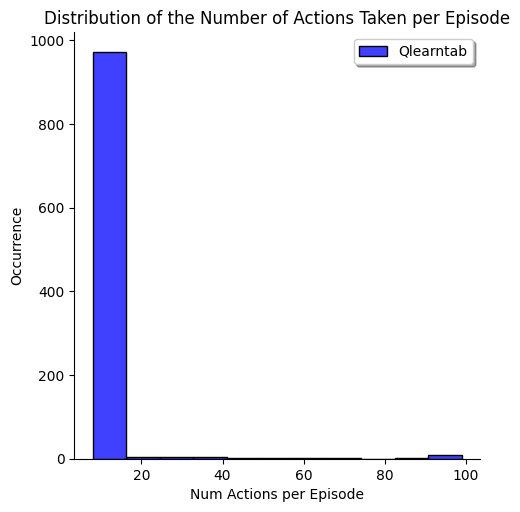 Distribution of the Number of Actions Taken per Episode
Qlearntab
1000
800
600
400
200
0
Occurrence
20 40 60 80 100
Num Actions per Episode